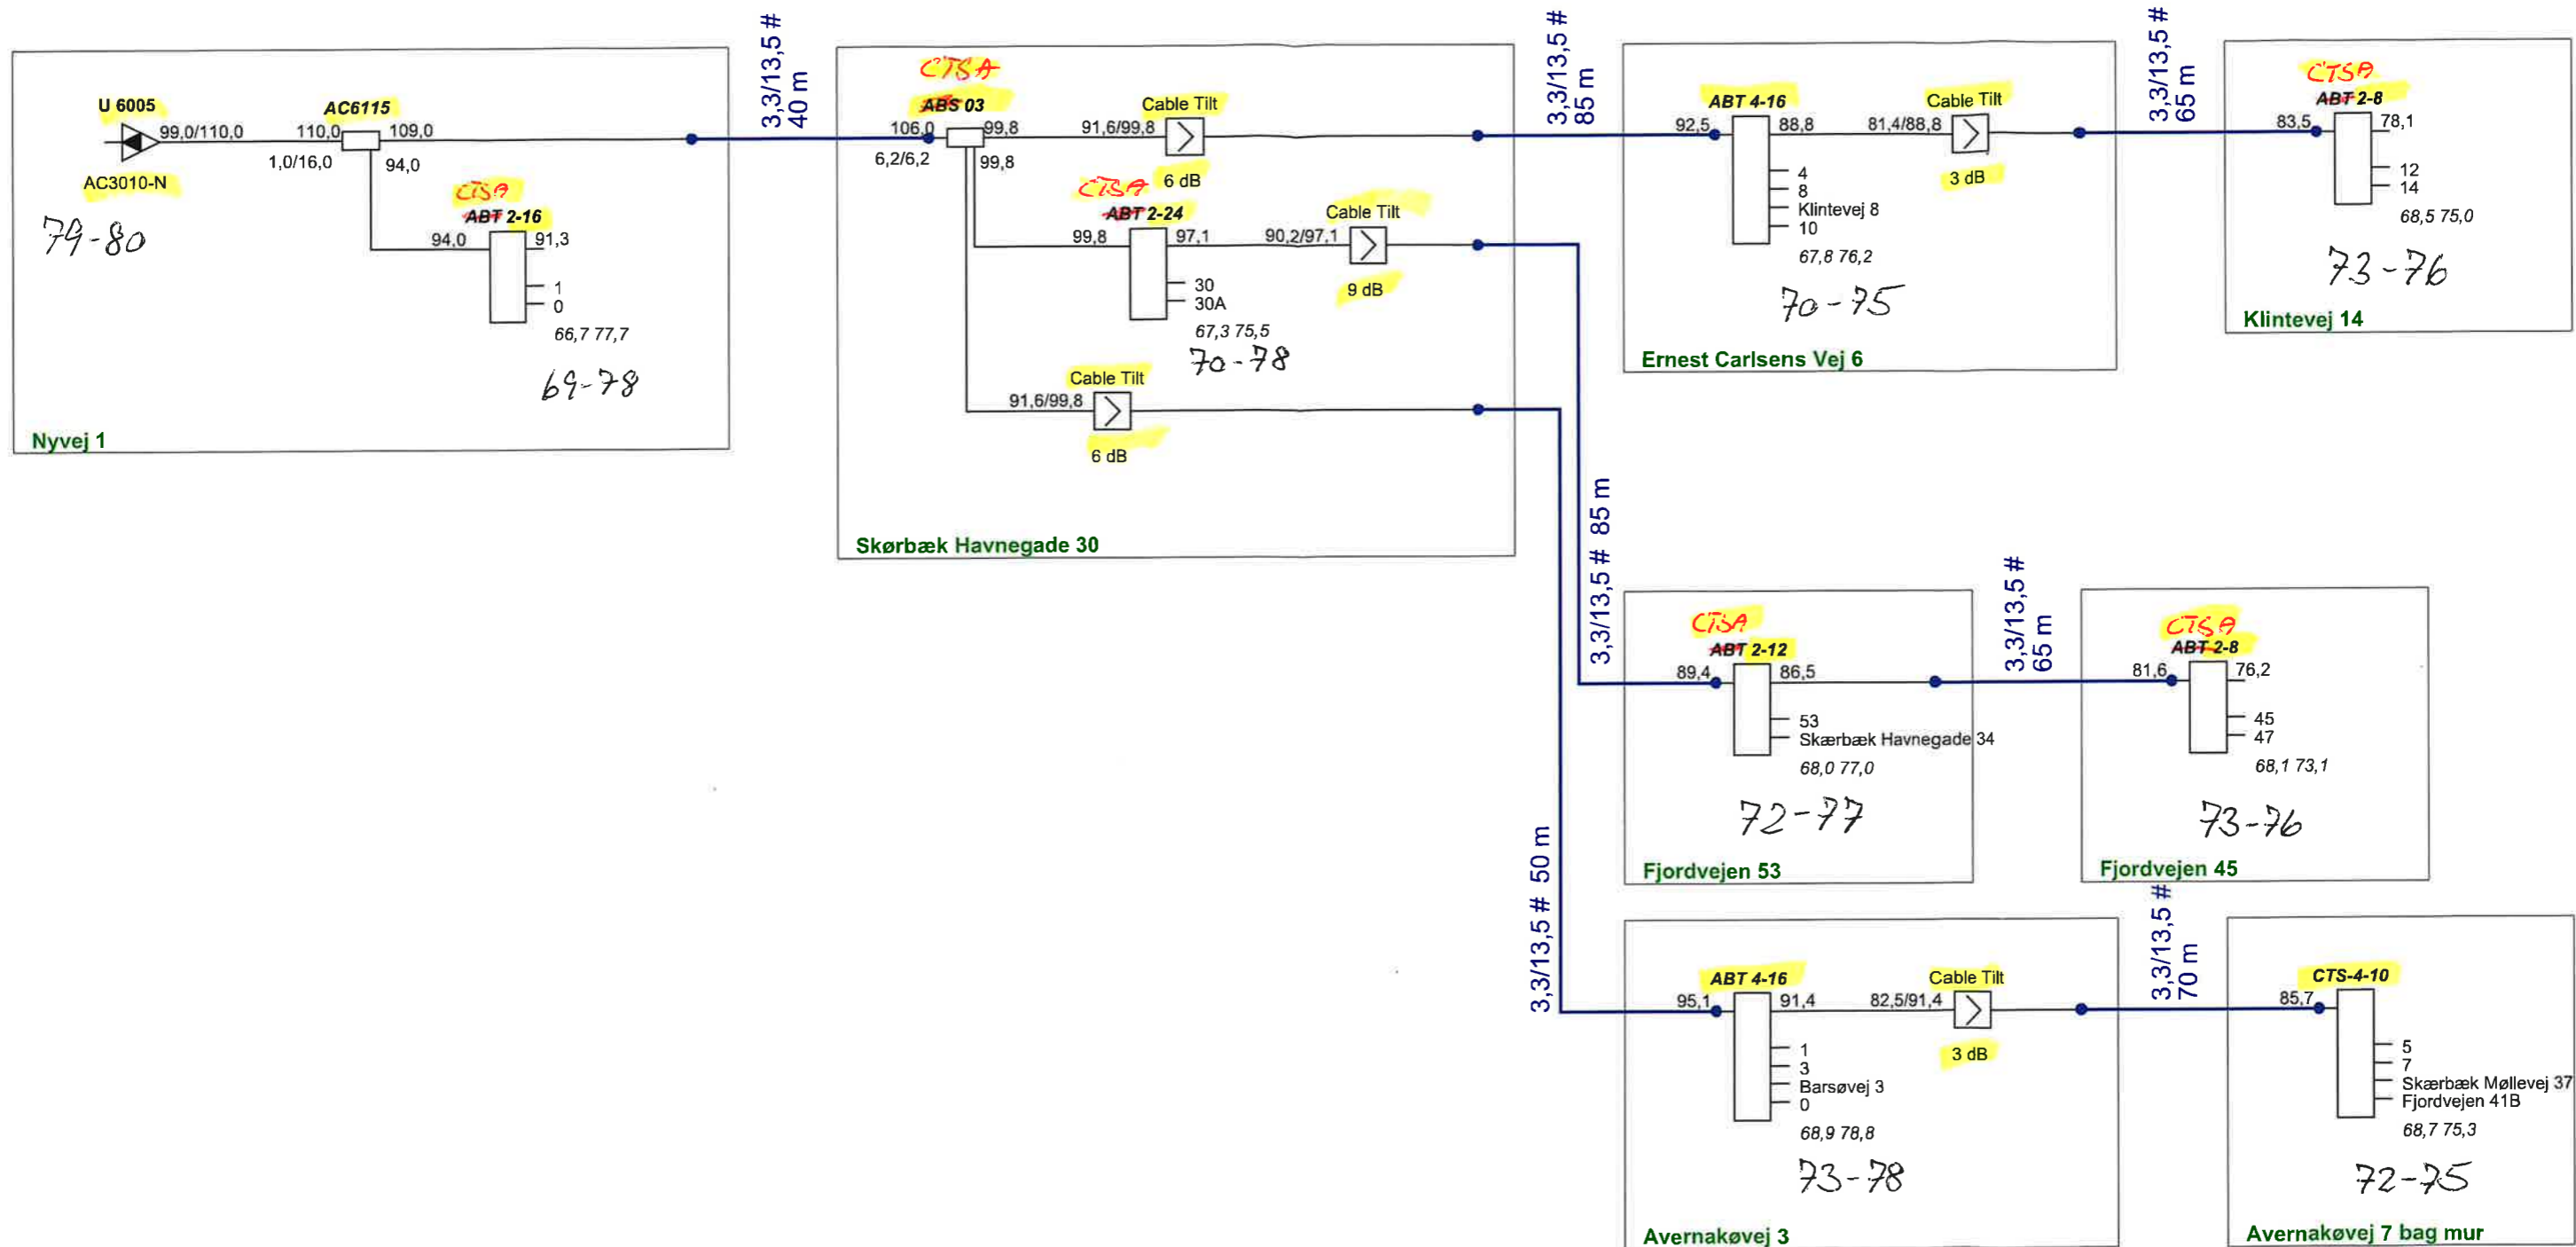 U 6005
99,0/110,0
AC3010-N
79-80
AC6115
110,0
109,0
1,0/16,0
94,0
CTSA
ABT 2-16
94,0
91,3
1
0
66,7 77,7
69-78
Nyvej 1
3,3/13,5 #
40 m
CTSA
ABS 03
106,0
99,8
6,2/6,2
99,8
Cable Tilt
91,6/99,8
6 dB
CTSA
ABT 2-24
99,8
97,1
30
30A
67,3 75,5
70-78
Cable Tilt
90,2/97,1
9 dB
Cable Tilt
91,6/99,8
6 dB
Skørbæk Havnegade 30
3,3/13,5 #
85 m
ABT 4-16
92,5
88,8
4
8
Klintevej 8
10
67,8 76,2
70-75
Cable Tilt
81,4/88,8
3 dB
Ernest Carlsens Vej 6
3,3/13,5 #
65 m
CTSA
ABT 2-8
83,5
78,1
12
14
68,5 75,0
73-76
Klintevej 14
3,3/13,5 # 85 m
CTSA
ABT 2-12
89,4
86,5
53
Skærbæk Havnegade 34
68,0 77,0
72-77
Fjordvejen 53
3,3/13,5 #
65 m
CTSA
ABT 2-8
81,6
76,2
45
47
68,1 73,1
73-76
Fjordvejen 45
3,3/13,5 # 50 m
ABT 4-16
95,1
91,4
1
3
Barsøvej 3
0
68,9 78,8
73-78
Cable Tilt
82,5/91,4
3 dB
Avernakøvej 3
3,3/13,5 #
70 m
CTS-4-10
85,7
5
7
Skærbæk Møllevej 37
Fjordvejen 41B
68,7 75,3
72-75
Avernakøvej 7 bag mur